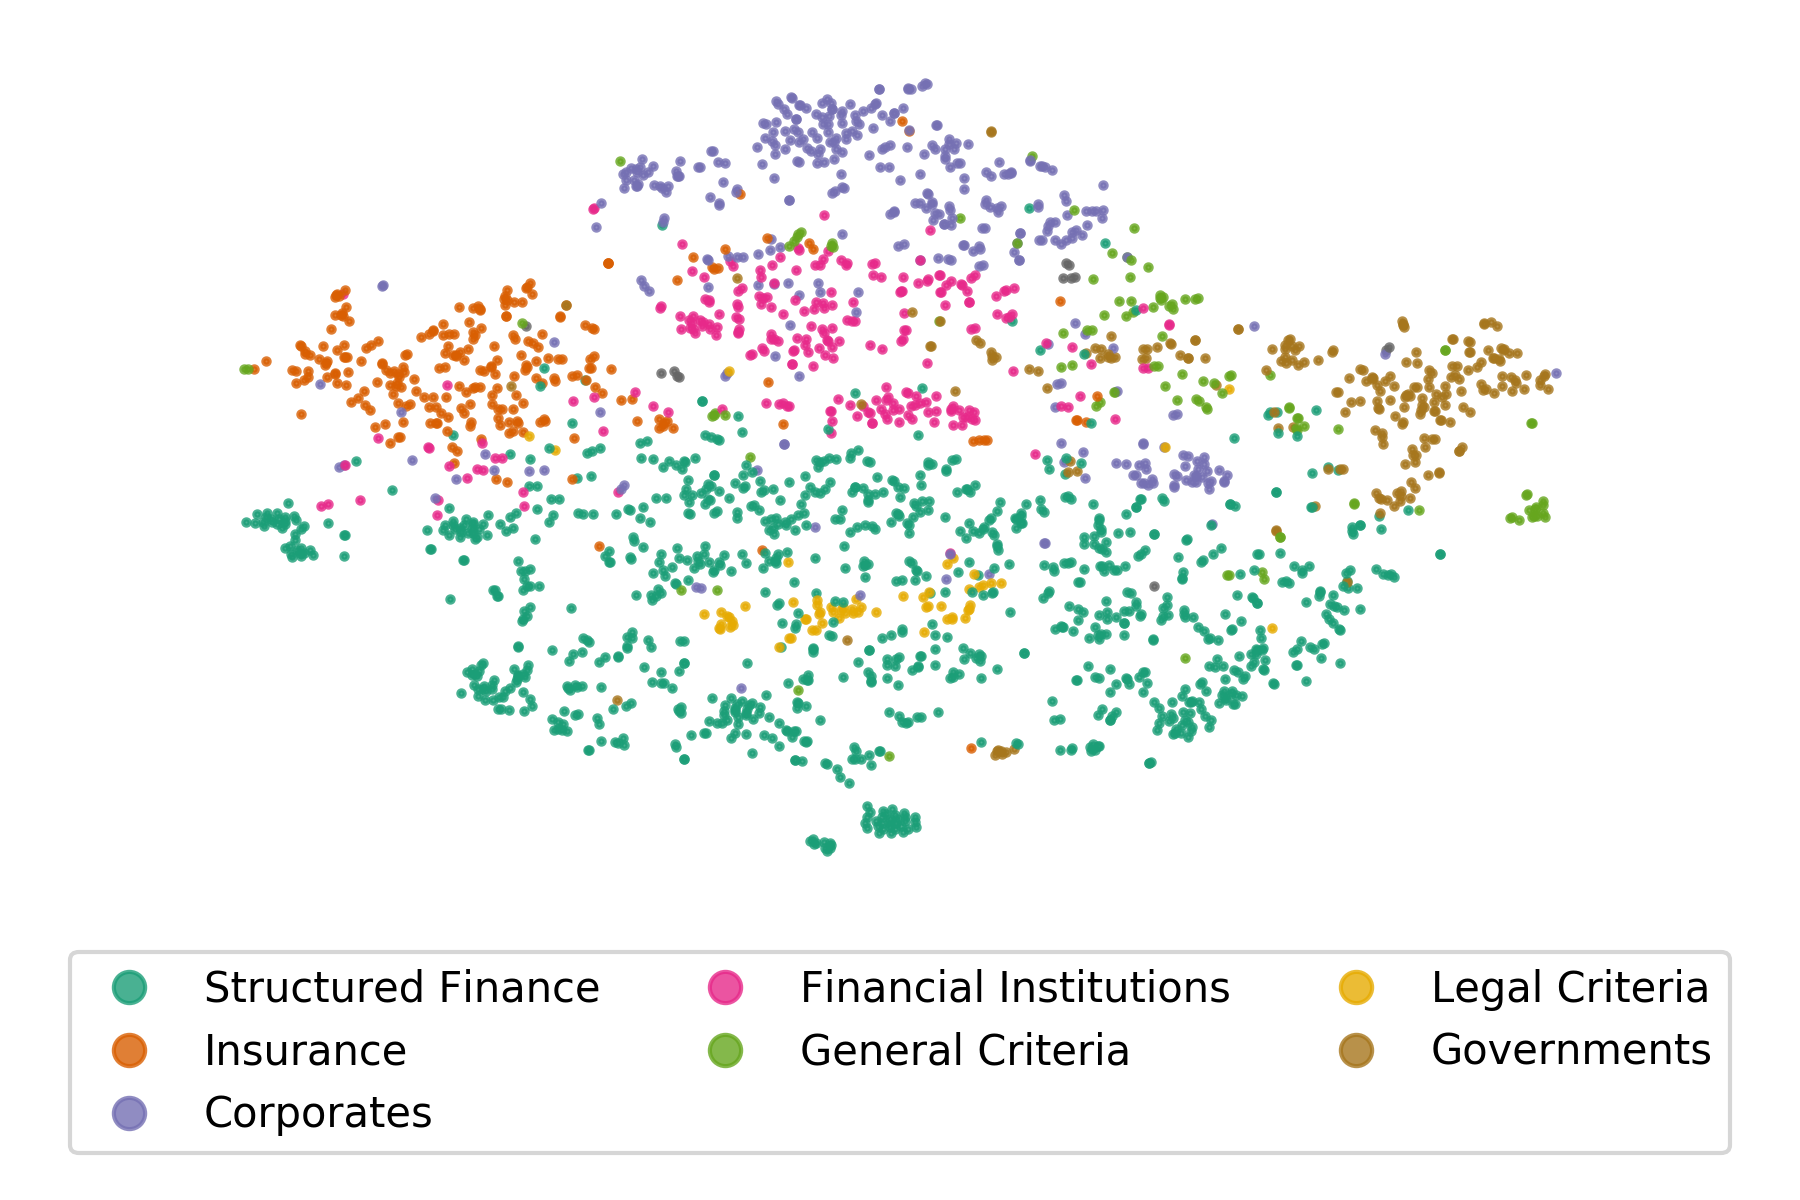 Structured Finance
Insurance
Corporates
Financial Institutions
General Criteria
Legal Criteria
Governments